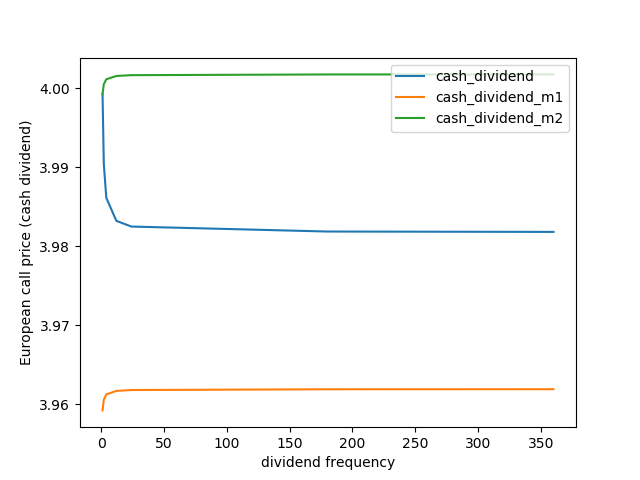 cash_dividend
cash_dividend_m1
cash_dividend_m2
European call price (cash dividend)
4.00
3.99
3.98
3.97
3.96
0
50
100
150
200
250
300
350
dividend frequency